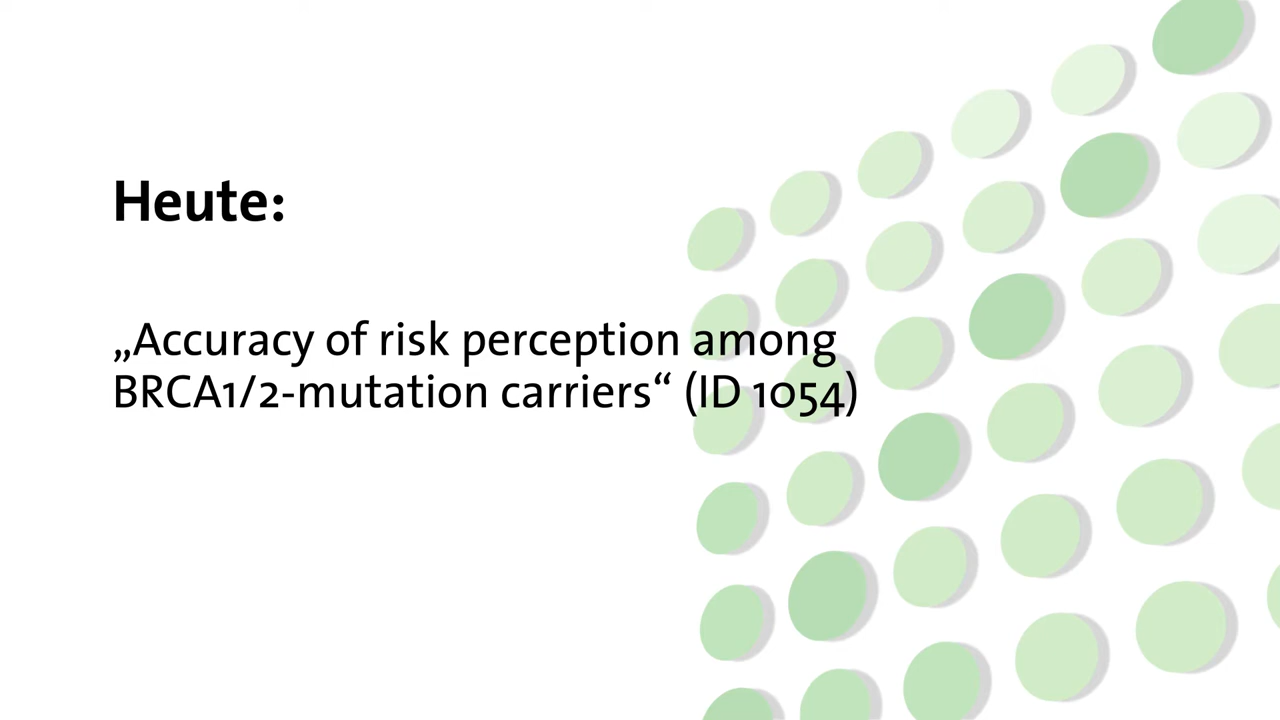 Heute:
„Accuracy of risk perception among
BRCA1/2-mutation carriers“ (ID 1054)